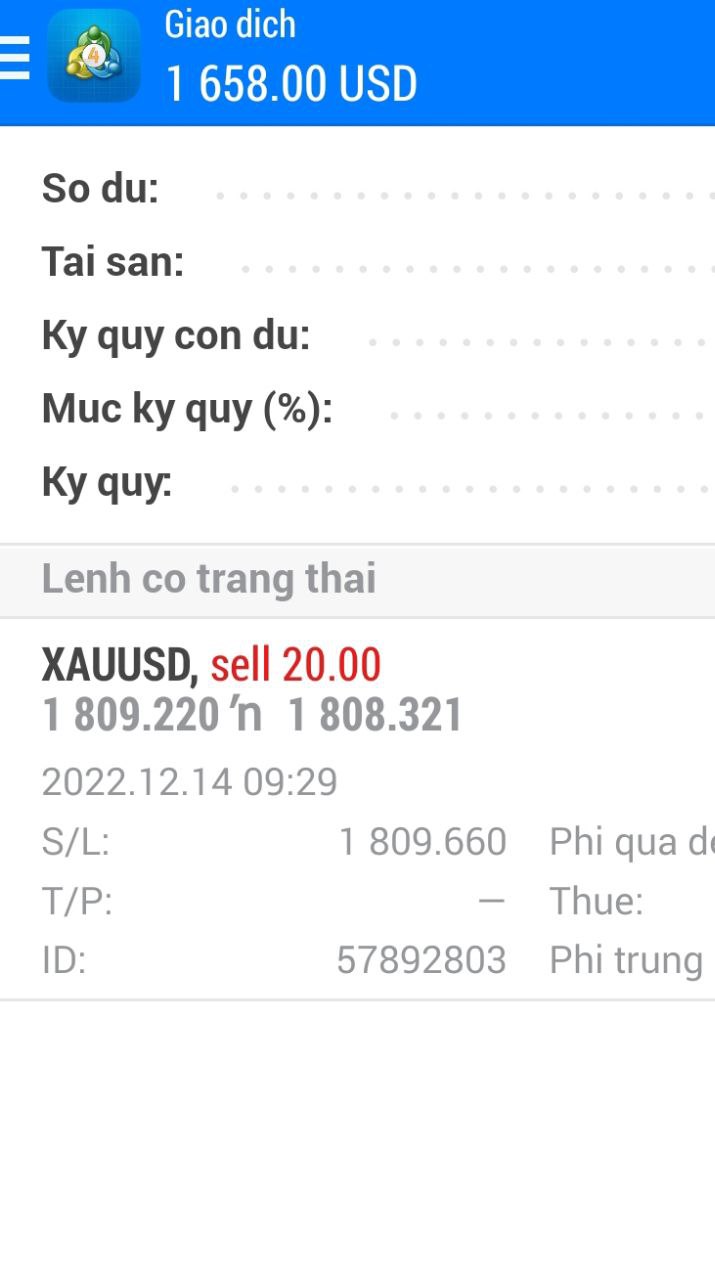 Giao dich
1 658.00 USD
So du:
Tai san:
Ky quy con du:
Muc ky quy (%):
Ky quy:
Lenh co trang thai
XAUUSD, sell 20.00
1 809.220 ’n 1 808.321
2022.12.14 09:29
S/L: 1 809.660 Phi qua
T/P: – Thue:
ID: 57892803 Phi trung